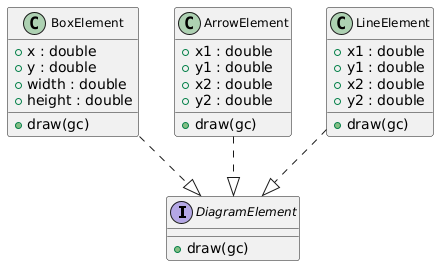 C BoxElement
x : double
y : double
width : double
height : double
draw(gc)
C ArrowElement
x1 : double
y1 : double
x2 : double
y2 : double
draw(gc)
C LineElement
x1 : double
y1 : double
x2 : double
y2 : double
draw(gc)
I DiagramElement
draw(gc)